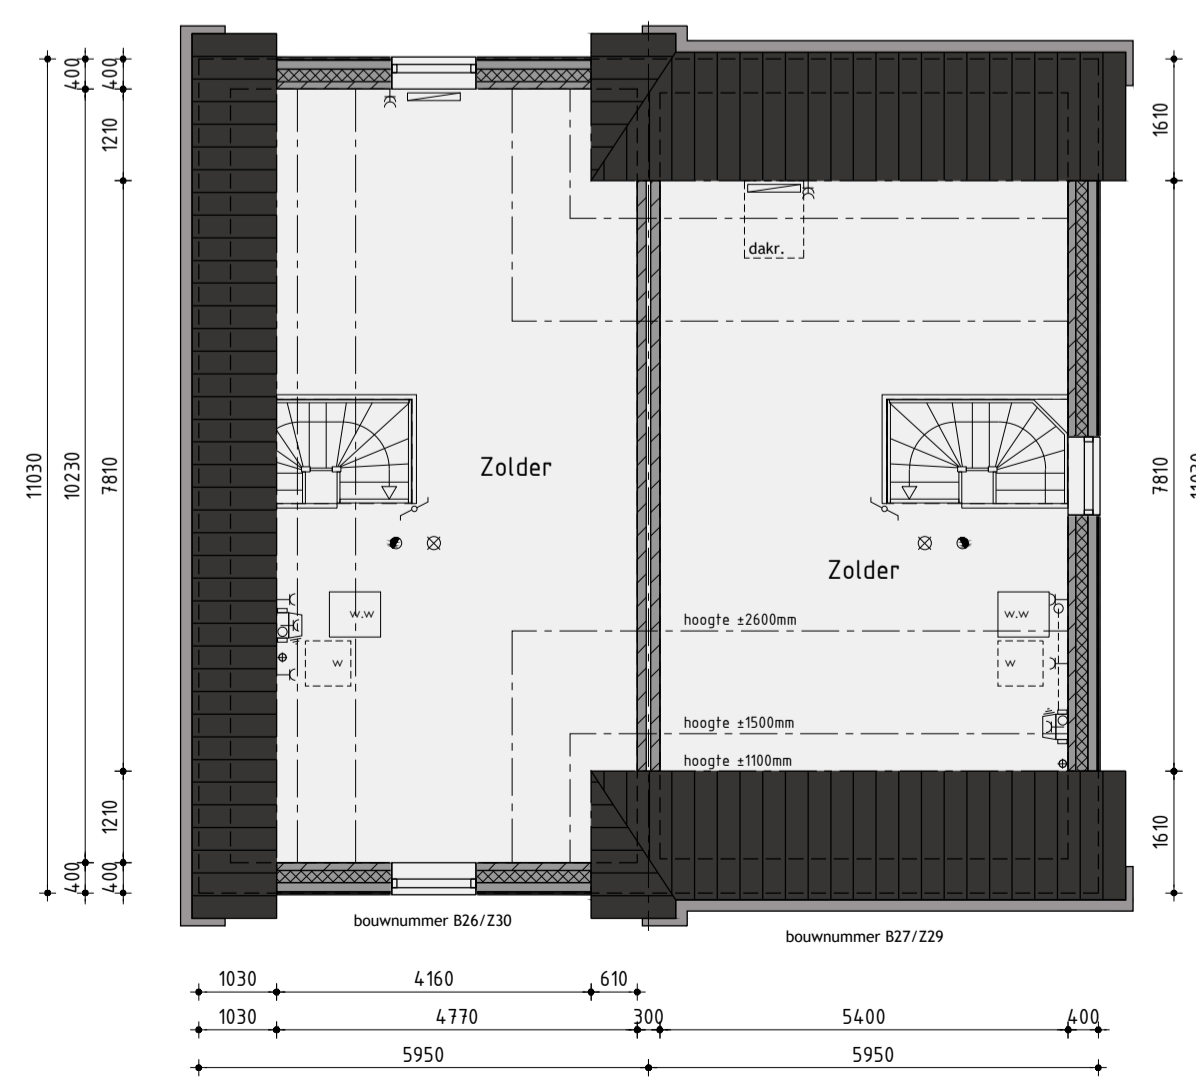 400
400
1210
1610
dakr.
11030
10230
7810
Zolder
7810
Zolder
hoogte ±2600mm
w.w
w.w
w
w
hoogte ±1500mm
hoogte ±1100mm
1210
1610
400
400
bouwnummer B26/Z30
bouwnummer B27/Z29
1030 4160 610
1030 4770 300 5400 400
5950 5950